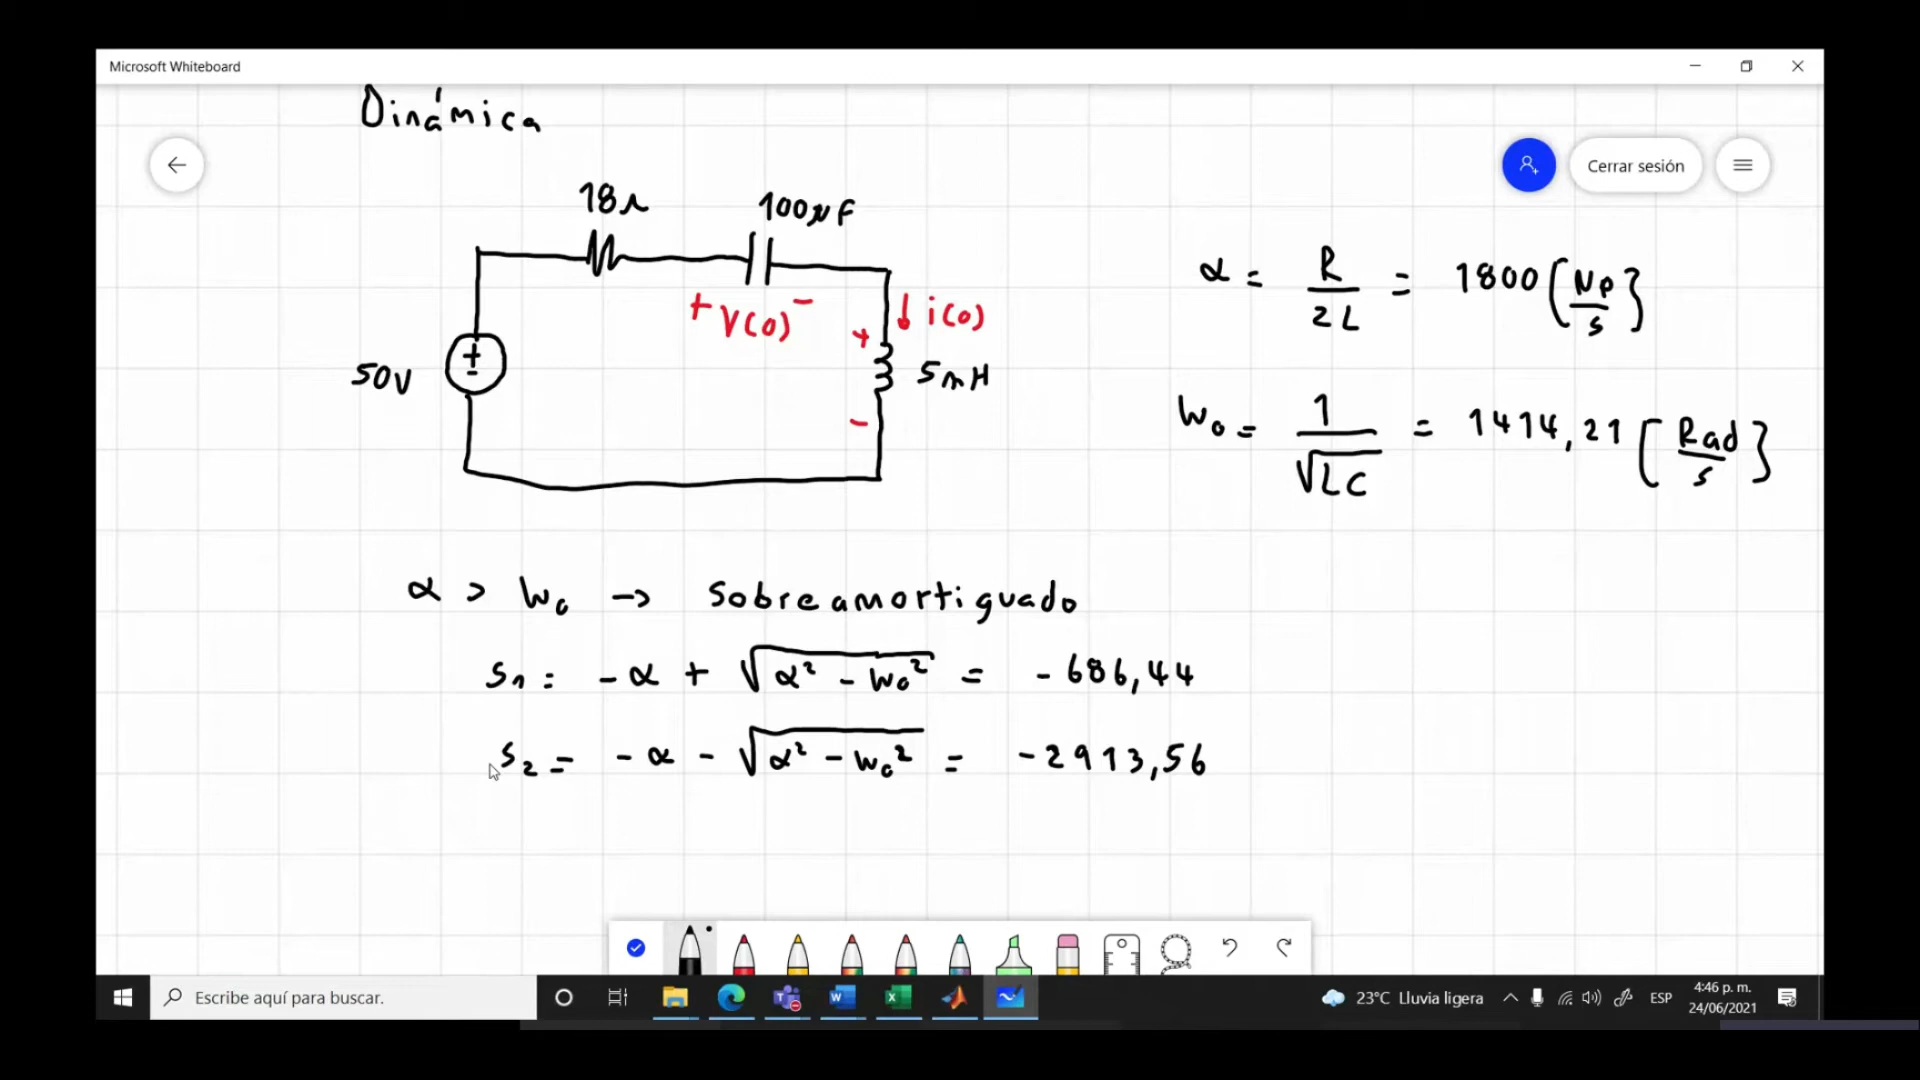 Microsoft Whiteboard
Dinámica
Cerrar sesión
18Ω
100μF
+ V(0) -
i(0)
+
-
50V
+
-
5mH
α = R / 2L = 1800 [Np/s]
W₀ = 1 / √LC = 1414,21 [Rad/s]
α > W₀ → Sobreamortiguado
S₁ = -α + √α² - W₀² = -686,44
S₂ = -α - √α² - W₀² = -2913,56
Escribe aquí para buscar.
23°C Lluvia ligera
ESP
4:46 p. m.
24/06/2021